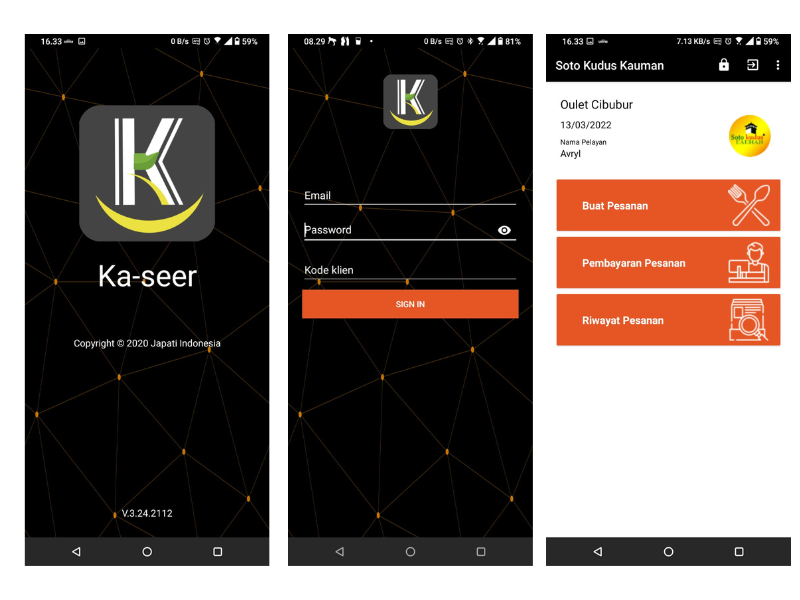 16.33
0 B/s
59%
K
Ka-seer
Copyright © 2020 Japati Indonesia
V.3.24.2112
08.29
0 B/s
81%
K
Email
Password
Kode klien
SIGN IN
16.33
7.13 KB/s
59%
Soto Kudus Kauman
Oulet Cibubur
13/03/2022
Nama Pelayan
Avryl
Soto kudus
KAUMAN
Buat Pesanan
Pembayaran Pesanan
Riwayat Pesanan